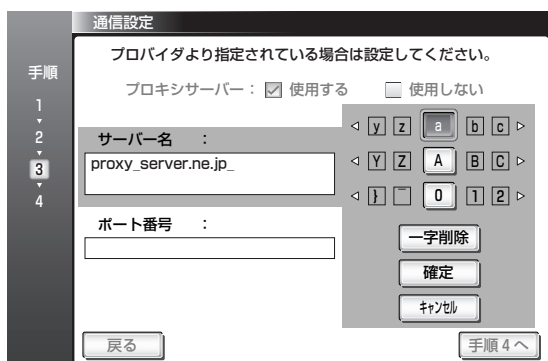 通信設定
プロバイダより指定されている場合は設定してください。
手順
1
2
3
4
プロキシサーバー： 使用する 使用しない
サーバー名 ：
proxy_server.ne.jp_
y z a b c
Y Z A B C
} ‾ 0 1 2
ポート番号 ：
一字削除
確定
ｷｬﾝｾﾙ
戻る
手順 4 へ